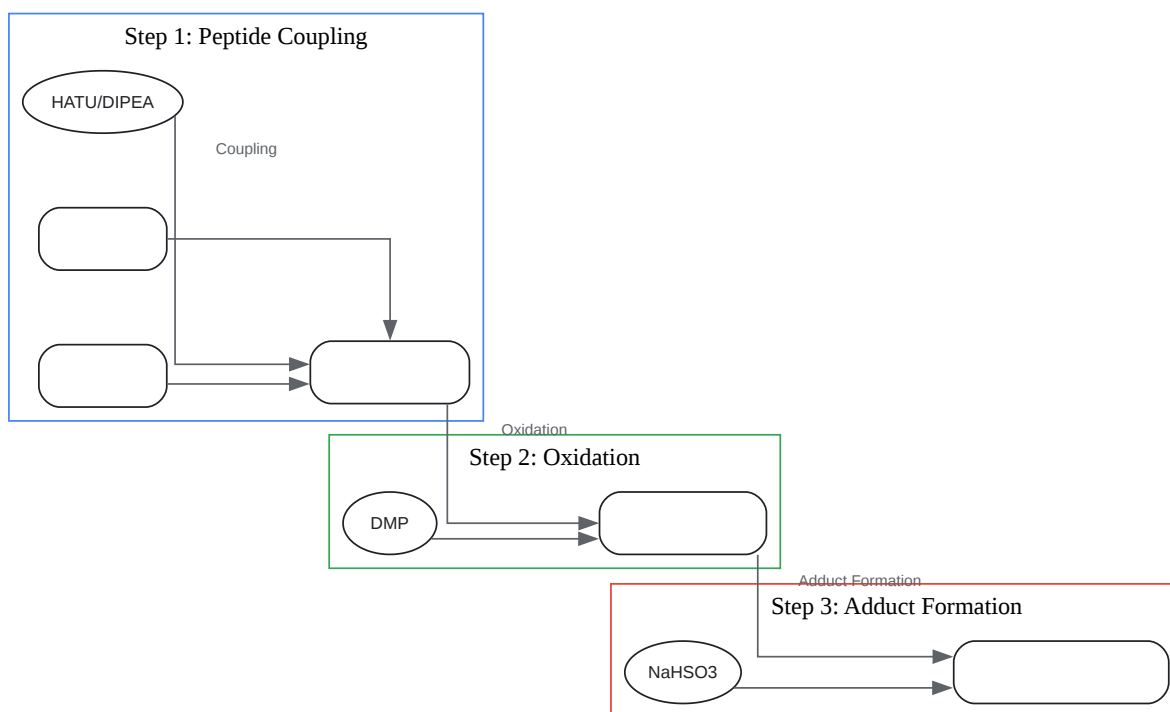 Step 1: Peptide Coupling
HATU/DIPEA
Coupling
Oxidation
Step 2: Oxidation
DMP
Adduct Formation
Step 3: Adduct Formation
NaHSO3